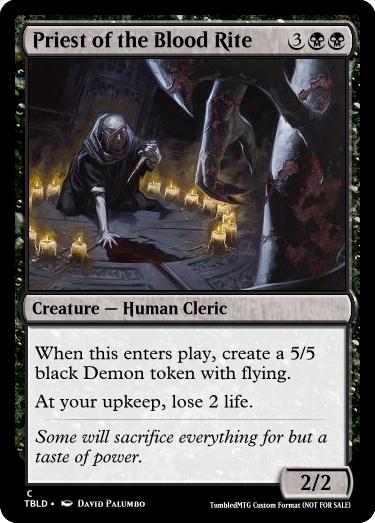 Priest of the Blood Rite 3
Creature — Human Cleric
When this enters play, create a 5/5
black Demon token with flying.
At your upkeep, lose 2 life.
Some will sacrifice everything for but a
taste of power.
2/2
C
TBLD • David Palumbo
TumbledMTG Custom Format (NOT FOR SALE)